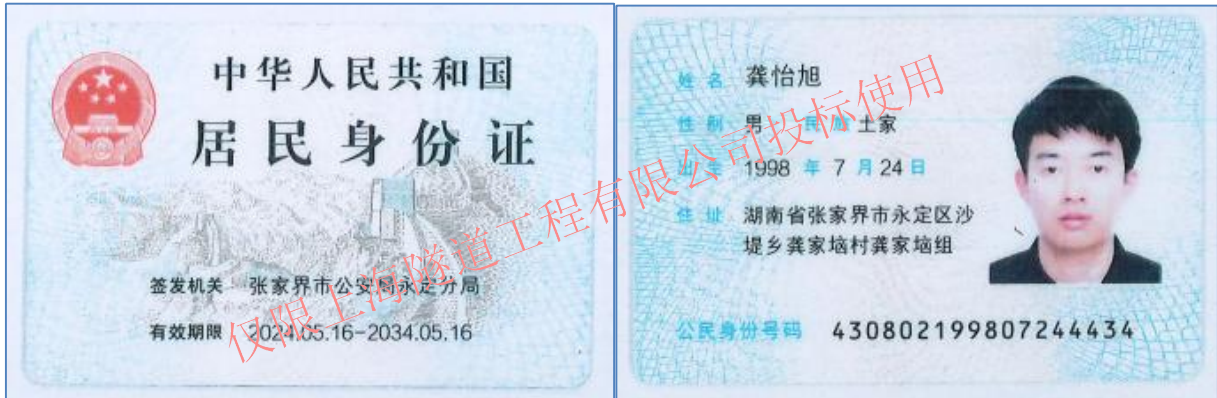 中华人民共和国
居民身份证
签发机关 张家界市公安局永定分局
有效期限 2024.05.16-2034.05.16
姓名 龚怡旭
性别 男 民族 土家
出生 1998 年 7 月 24 日
住址 湖南省张家界市永定区沙
堤乡龚家垴村龚家垴组
公民身份号码 430802199807244434
仅限上海隧道工程有限公司投标使用